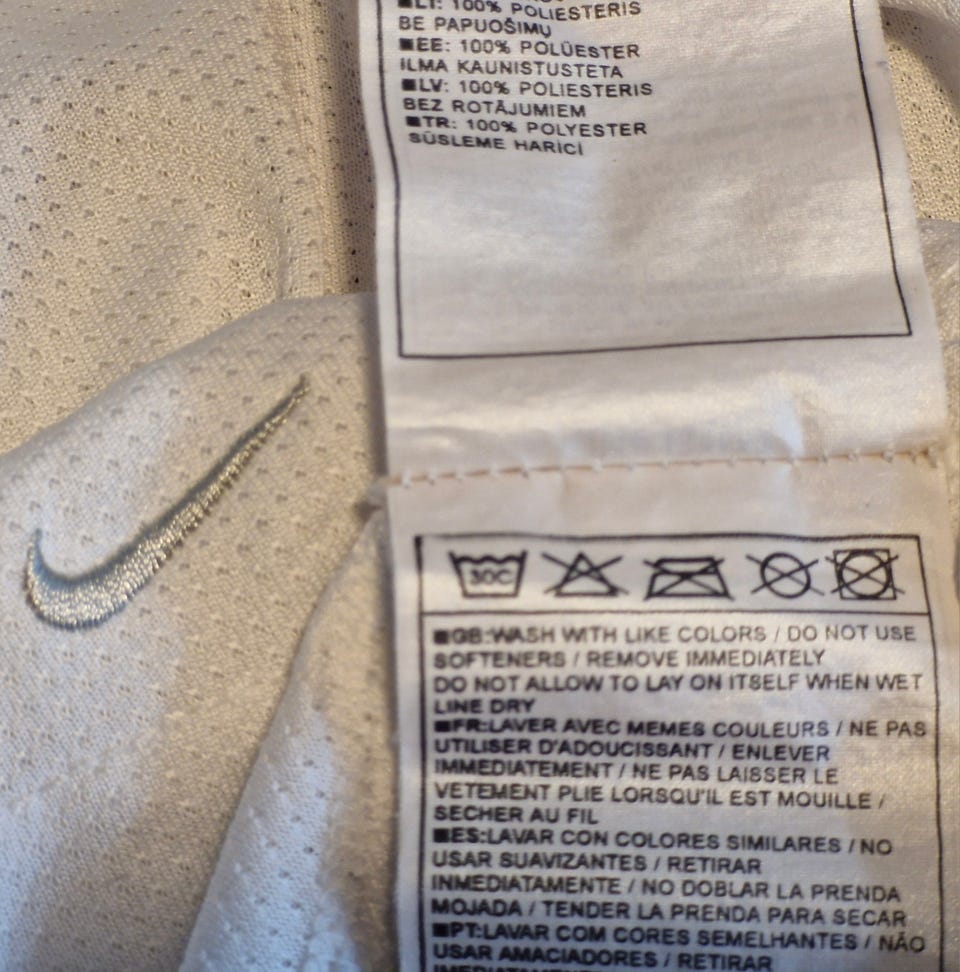 ■LT: 100% POLIESTERIS
BE PAPUOŠIMŲ
■EE: 100% POLÜESTER
ILMA KAUNISTUSTETA
■LV: 100% POLIESTERIS
BEZ ROTĀJUMIEM
■TR: 100% POLYESTER
SÜSLEME HARİCİ
30C
■GB:WASH WITH LIKE COLORS / DO NOT USE
SOFTENERS / REMOVE IMMEDIATELY
DO NOT ALLOW TO LAY ON ITSELF WHEN WET
LINE DRY
■FR:LAVER AVEC MEMES COULEURS / NE PAS
UTILISER D'ADOUCISSANT / ENLEVER
IMMEDIATEMENT / NE PAS LAISSER LE
VETEMENT PLIE LORSQU'IL EST MOUILLE /
SECHER AU FIL
■ES:LAVAR CON COLORES SIMILARES / NO
USAR SUAVIZANTES / RETIRAR
INMEDIATAMENTE / NO DOBLAR LA PRENDA
MOJADA / TENDER LA PRENDA PARA SECAR
■PT:LAVAR COM CORES SEMELHANTES / NÃO
USAR AMACIADORES / RETIRAR